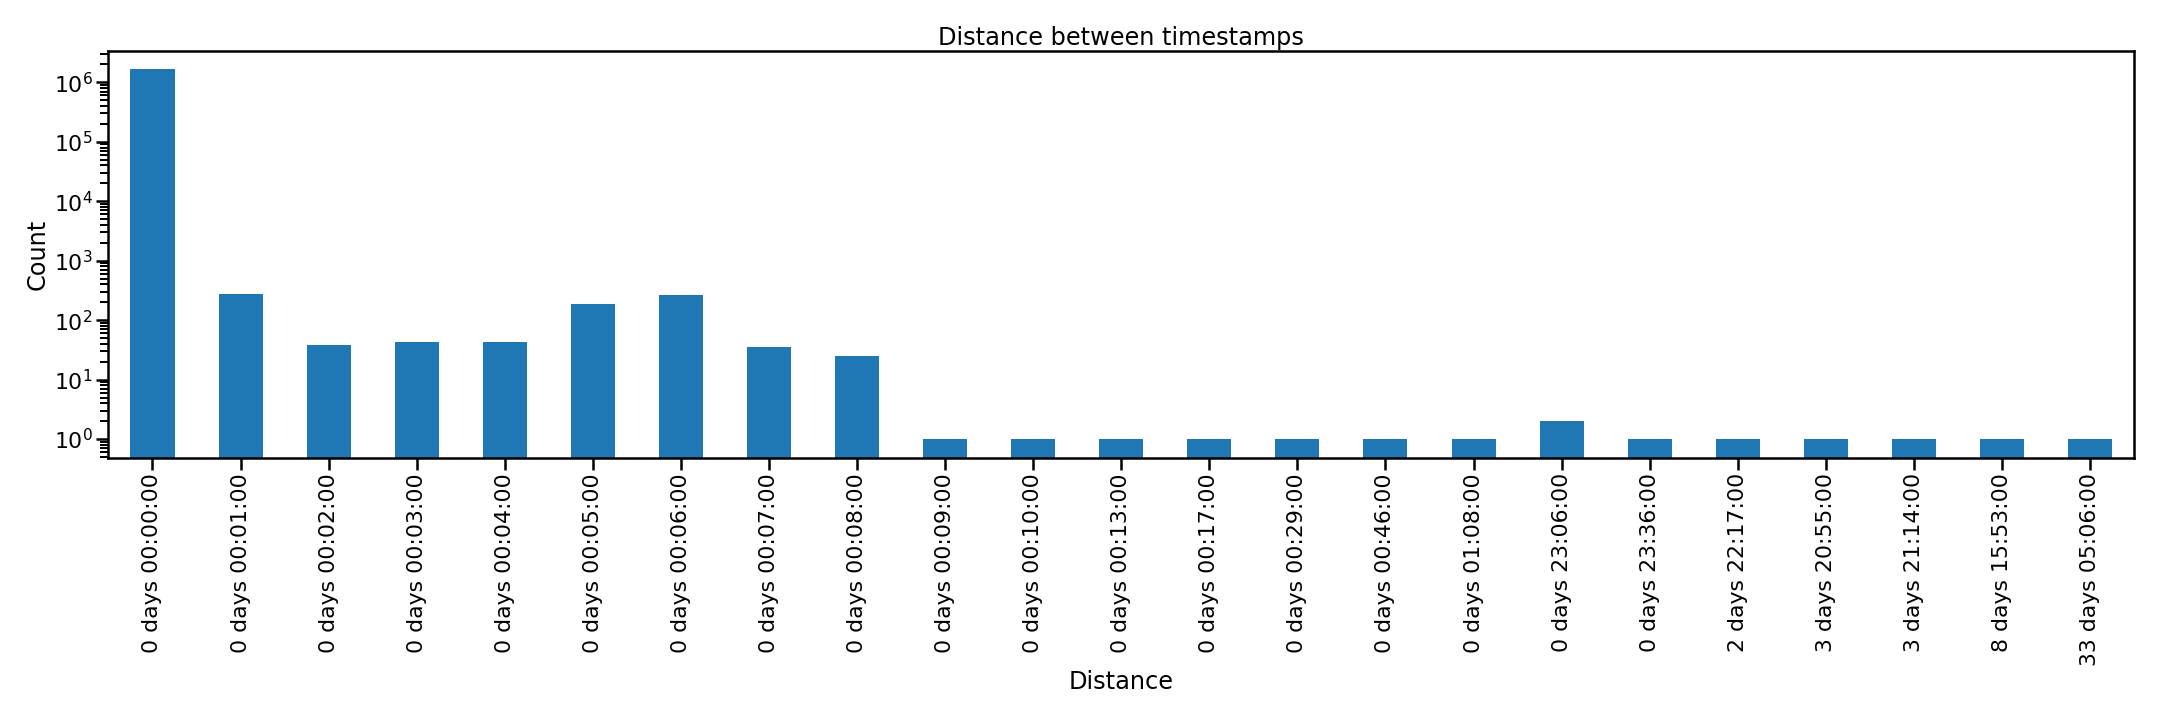 Distance between timestamps
Count
10^6
10^5
10^4
10^3
10^2
10^1
10^0
0 days 00:00:00
0 days 00:01:00
0 days 00:02:00
0 days 00:03:00
0 days 00:04:00
0 days 00:05:00
0 days 00:06:00
0 days 00:07:00
0 days 00:08:00
0 days 00:09:00
0 days 00:10:00
0 days 00:13:00
0 days 00:17:00
0 days 00:29:00
0 days 00:46:00
0 days 01:08:00
0 days 23:06:00
0 days 23:36:00
2 days 22:17:00
3 days 20:55:00
3 days 21:14:00
8 days 15:53:00
33 days 05:06:00
Distance